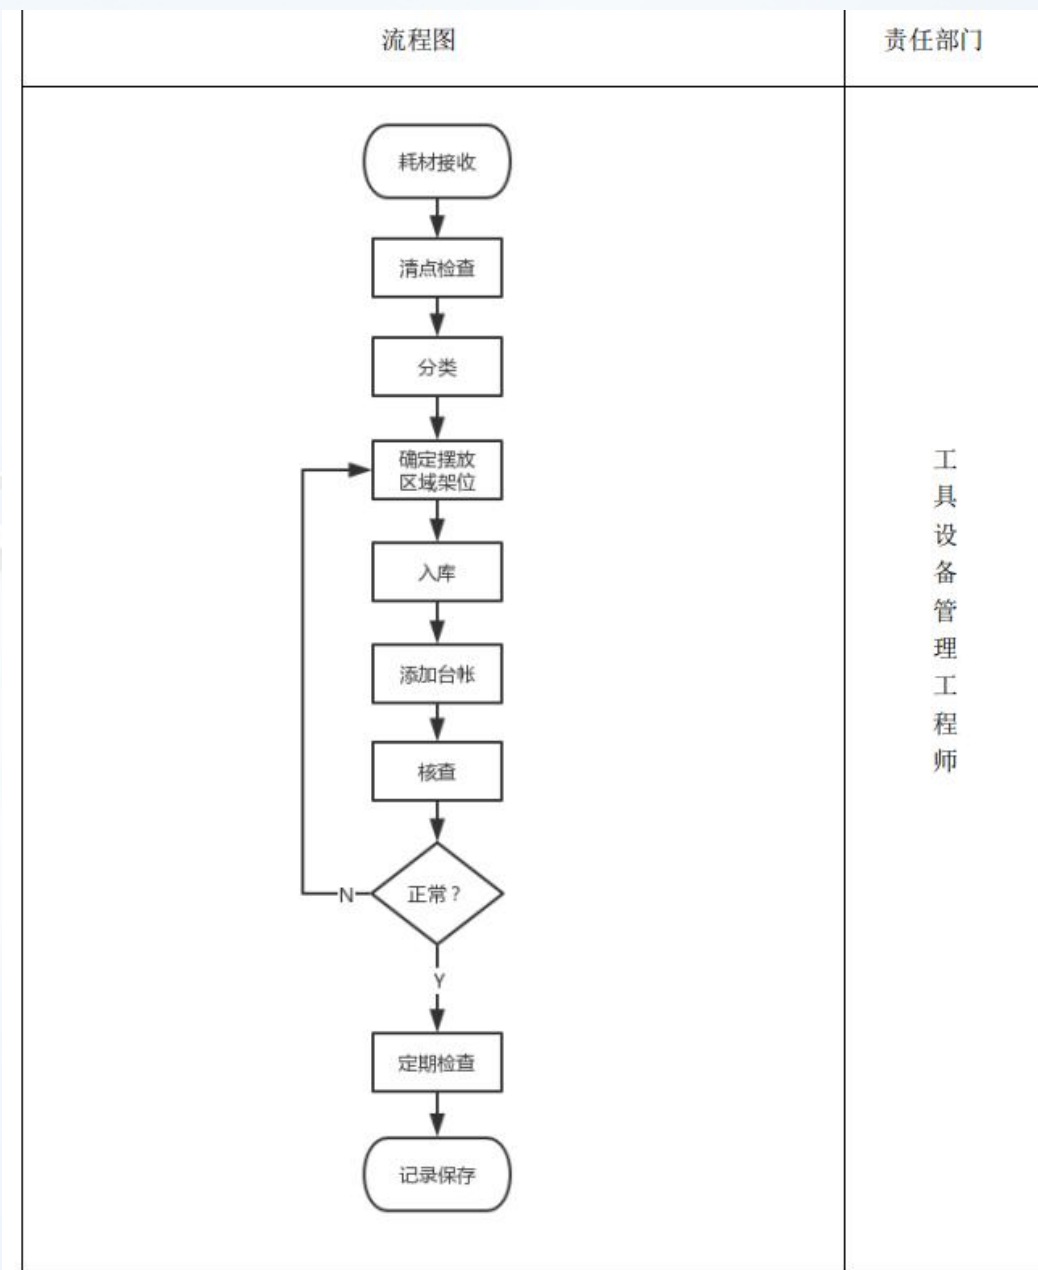 流程图
责任部门
耗材接收
清点检查
分类
确定摆放
区域架位
入库
添加台帐
核查
正常？
N
Y
定期检查
记录保存
工
具
设
备
管
理
工
程
师